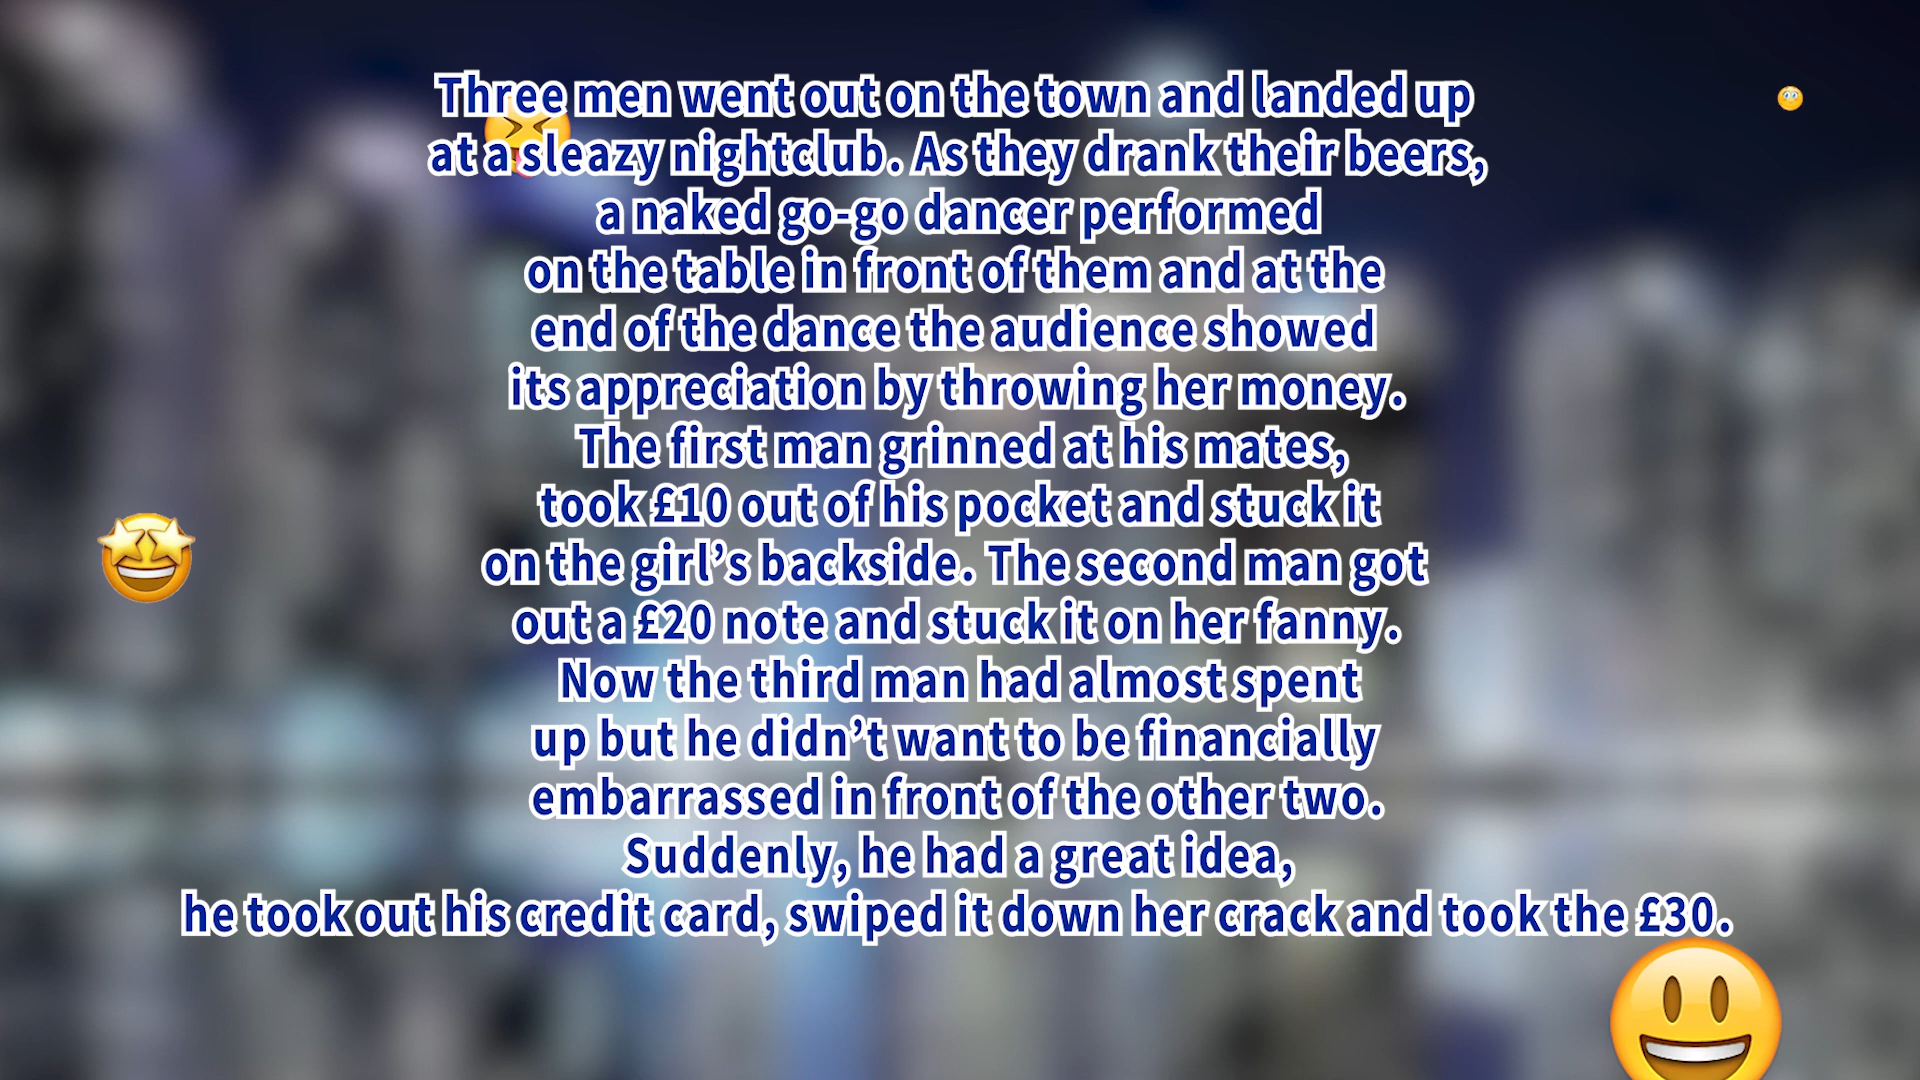 Three men went out on the town and landed up
at a sleazy nightclub. As they drank their beers,
a naked go-go dancer performed
on the table in front of them and at the
end of the dance the audience showed
its appreciation by throwing her money.
The first man grinned at his mates,
took £10 out of his pocket and stuck it
on the girl’s backside. The second man got
out a £20 note and stuck it on her fanny.
Now the third man had almost spent
up but he didn’t want to be financially
embarrassed in front of the other two.
Suddenly, he had a great idea,
he took out his credit card, swiped it down her crack and took the £30.